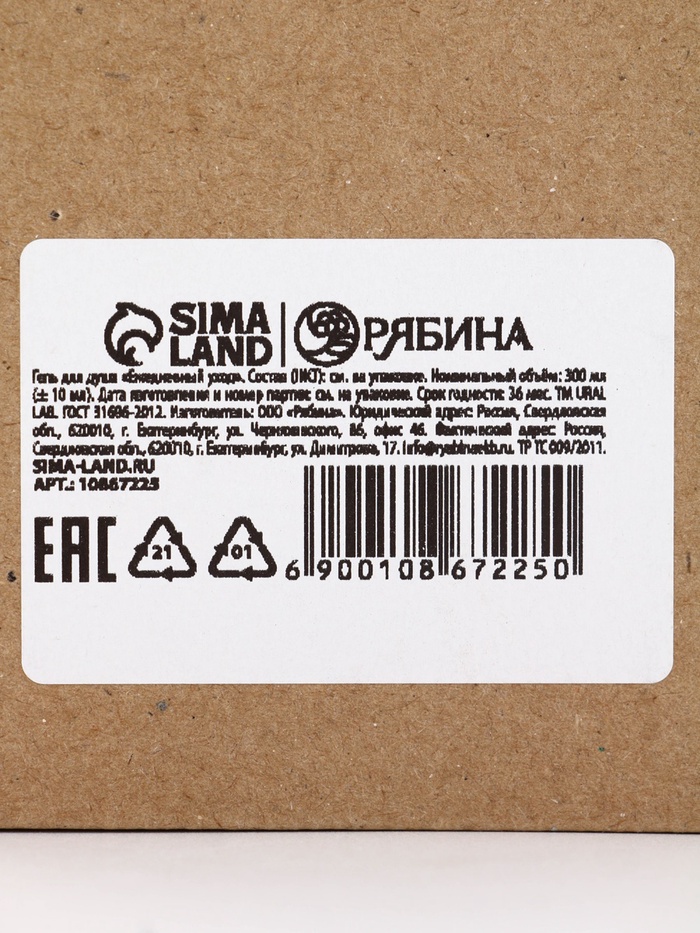 SIMA LAND
РЯБИНА
Гель для душа «Ежедневный уход». Состав (INCI): см. на упаковке. Номинальный объём: 300 мл
(± 10 мл). Дата изготовления и номер партии: см. на упаковке. Срок годности: 36 мес. TM URAL
LAB. ГОСТ 31696-2012. Изготовитель: ООО «Рябина». Юридический адрес: Россия, Свердловская
обл., 620010, г. Екатеринбург, ул. Черняховского, 86, офис 46. Фактический адрес: Россия,
Свердловская обл., 620010, г. Екатеринбург, ул. Димитрова, 17. info@ryabinaekb.ru. ТР ТС 009/2011.
SIMA-LAND.RU
АРТ.: 10867225
EAC
21
01
6 900108 672250